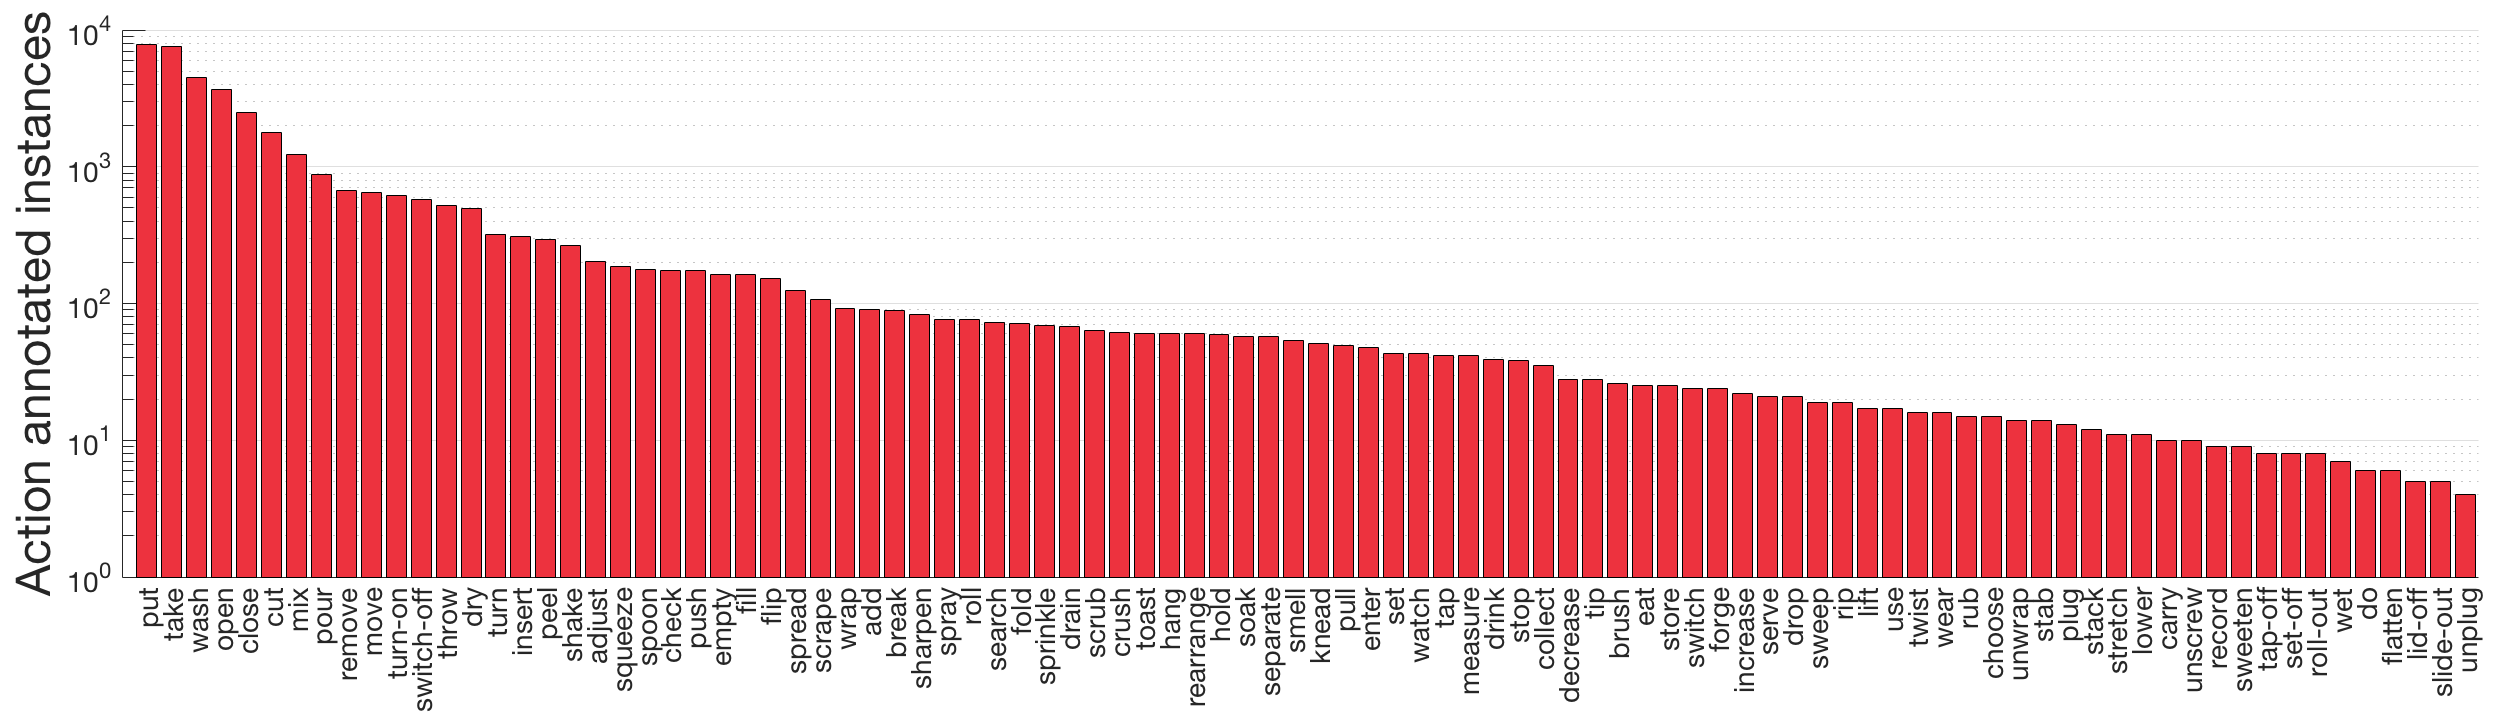 Action annotated instances
10^4
10^3
10^2
10^1
10^0
put
take
wash
open
close
cut
mix
pour
remove
move
turn-on
switch-off
throw
dry
turn
insert
peel
shake
adjust
squeeze
spoon
check
push
empty
fill
flip
spread
scrape
wrap
add
break
sharpen
spray
roll
search
fold
sprinkle
drain
scrub
crush
toast
hang
rearrange
hold
soak
separate
smell
knead
pull
enter
set
watch
tap
measure
drink
stop
collect
decrease
tip
brush
eat
store
switch
forge
increase
serve
drop
sweep
rip
lift
use
twist
wear
rub
choose
unwrap
stab
plug
stack
stretch
lower
carry
unscrew
record
sweeten
tap-off
set-off
roll-out
wet
do
flatten
lid-off
slide-out
unplug